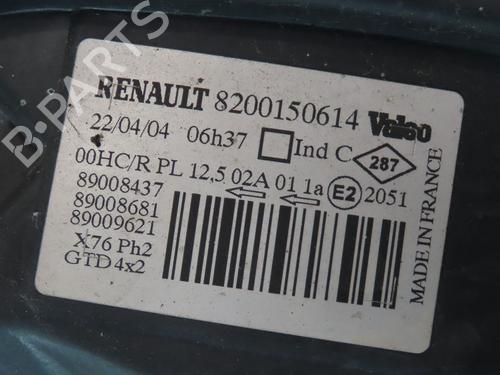 RENAULT 8200150614 Valeo
22/04/04 06h37 Ind C 287
00HC/R PL 12,5 02A 01 1a E2 2051
89008437
89008681
89009621
X76 Ph2
GTD 4x2
MADE IN FRANCE
B-PARTS